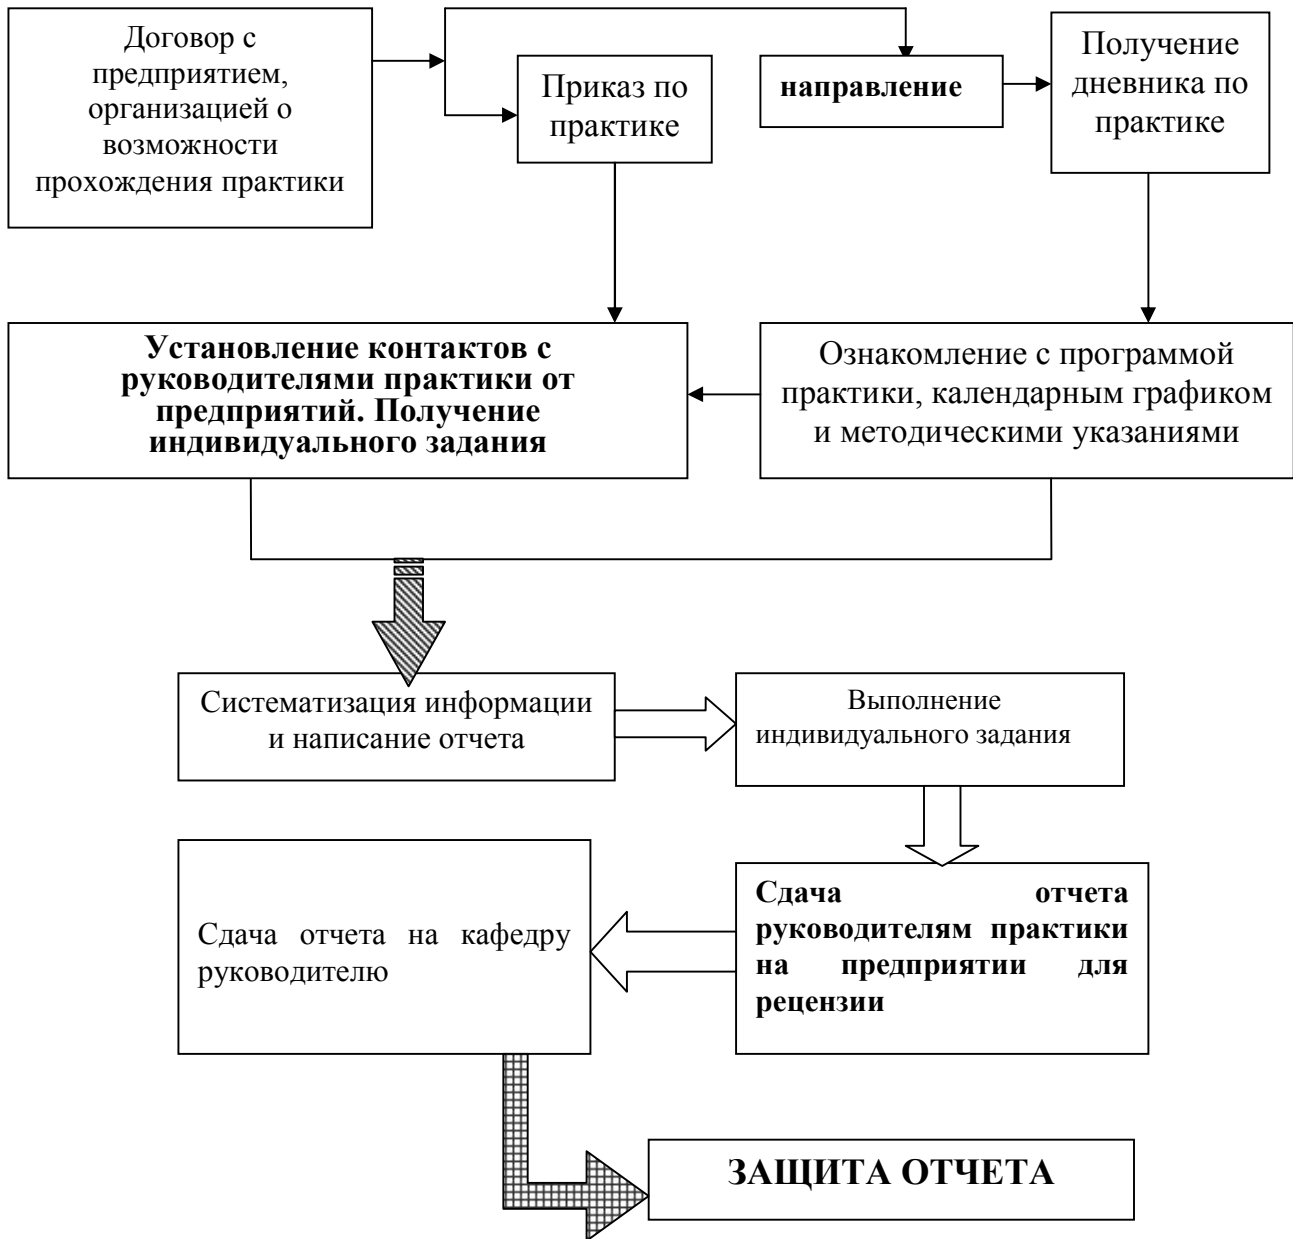 Договор с
предприятием,
организацией о
возможности
прохождения практики
Приказ по
практике
направление
Получение
дневника по
практике
Установление контактов с
руководителями практики от
предприятий. Получение
индивидуального задания
Ознакомление с программой
практики, календарным графиком
и методическими указаниями
Систематизация информации
и написание отчета
Выполнение
индивидуального задания
Сдача отчета на кафедру
руководителю
Сдача отчета
руководителям практики
на предприятии для
рецензии
ЗАЩИТА ОТЧЕТА